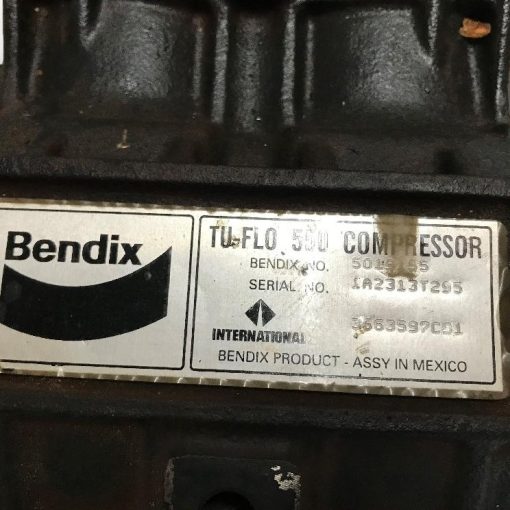 Bendix
TU-FLO 550 COMPRESSOR
BENDIX NO.
SERIAL NO. 1A2313T295
INTERNATIONAL
BENDIX PRODUCT - ASSY IN MEXICO